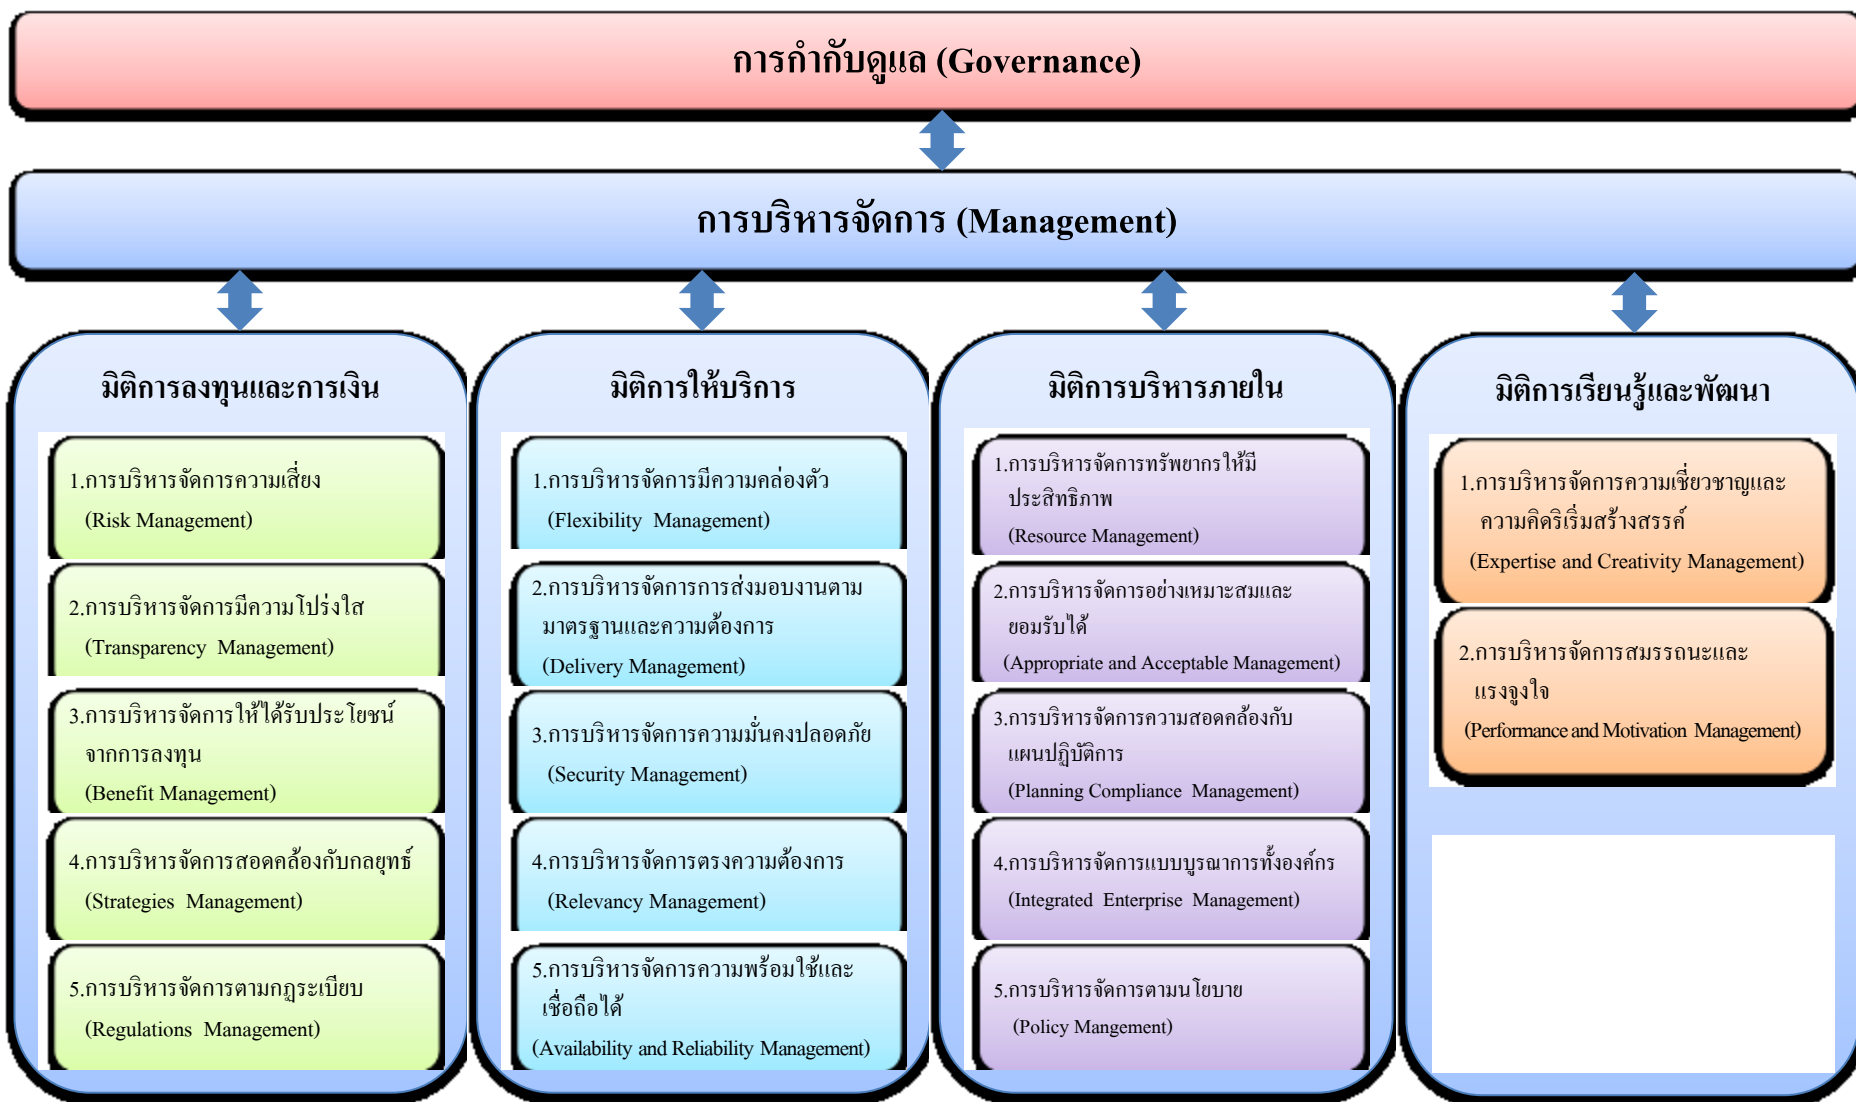 การกำกับดูแล (Governance)
การบริหารจัดการ (Management)
มิติการลงทุนและการเงิน
1.การบริหารจัดการความเสี่ยง
(Risk Management)
2.การบริหารจัดการมีความโปร่งใส
(Transparency Management)
3.การบริหารจัดการให้ได้รับประโยชน์
จากการลงทุน
(Benefit Management)
4.การบริหารจัดการสอดคล้องกับกลยุทธ์
(Strategies Management)
5.การบริหารจัดการตามกฎระเบียบ
(Regulations Management)
มิติการให้บริการ
1.การบริหารจัดการมีความคล่องตัว
(Flexibility Management)
2.การบริหารจัดการการส่งมอบงานตาม
มาตรฐานและความต้องการ
(Delivery Management)
3.การบริหารจัดการความมั่นคงปลอดภัย
(Security Management)
4.การบริหารจัดการตรงความต้องการ
(Relevancy Management)
5.การบริหารจัดการความพร้อมใช้และ
เชื่อถือได้
(Availability and Reliability Management)
มิติการบริหารภายใน
1.การบริหารจัดการทรัพยากรให้มี
ประสิทธิภาพ
(Resource Management)
2.การบริหารจัดการอย่างเหมาะสมและ
ยอมรับได้
(Appropriate and Acceptable Management)
3.การบริหารจัดการความสอดคล้องกับ
แผนปฏิบัติการ
(Planning Compliance Management)
4.การบริหารจัดการแบบบูรณาการทั้งองค์กร
(Integrated Enterprise Management)
5.การบริหารจัดการตามนโยบาย
(Policy Mangement)
มิติการเรียนรู้และพัฒนา
1.การบริหารจัดการความเชี่ยวชาญและ
ความคิดริเริ่มสร้างสรรค์
(Expertise and Creativity Management)
2.การบริหารจัดการสมรรถนะและ
แรงจูงใจ
(Performance and Motivation Management)